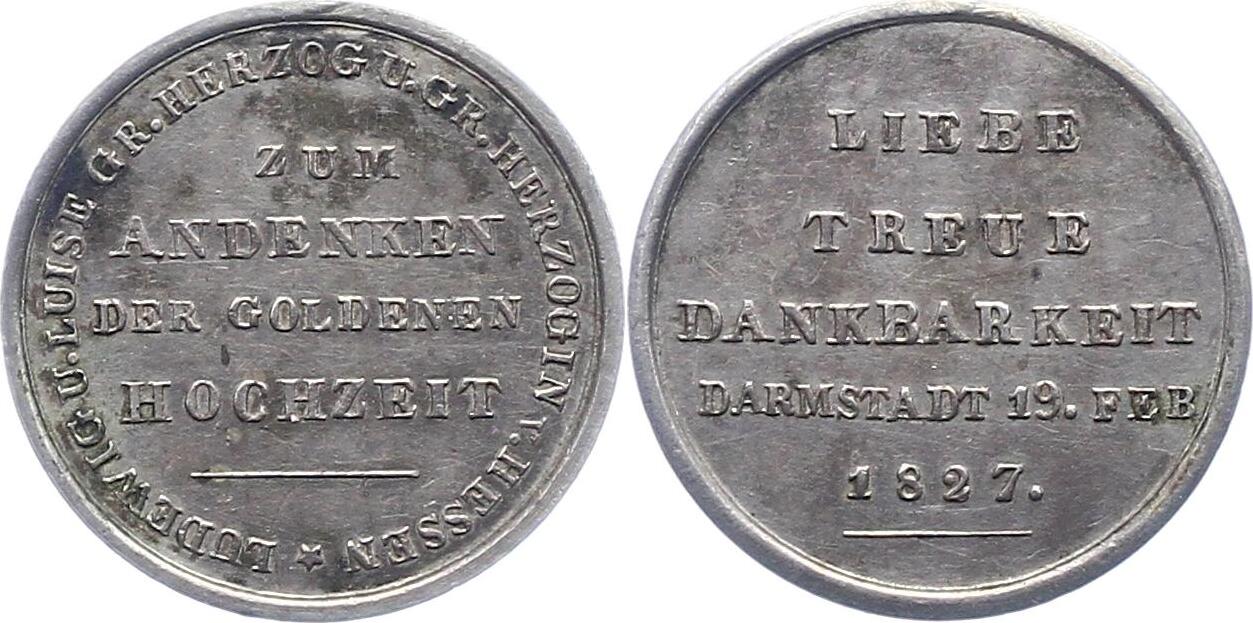 LUDEWIG U. LUISE GR. HERZOG U. GR. HERZOGIN v. HESSEN
ZUM
ANDENKEN
DER GOLDENEN
HOCHZEIT
LIEBE
TREUE
DANKBARKEIT
DARMSTADT 19. FEB
1827.